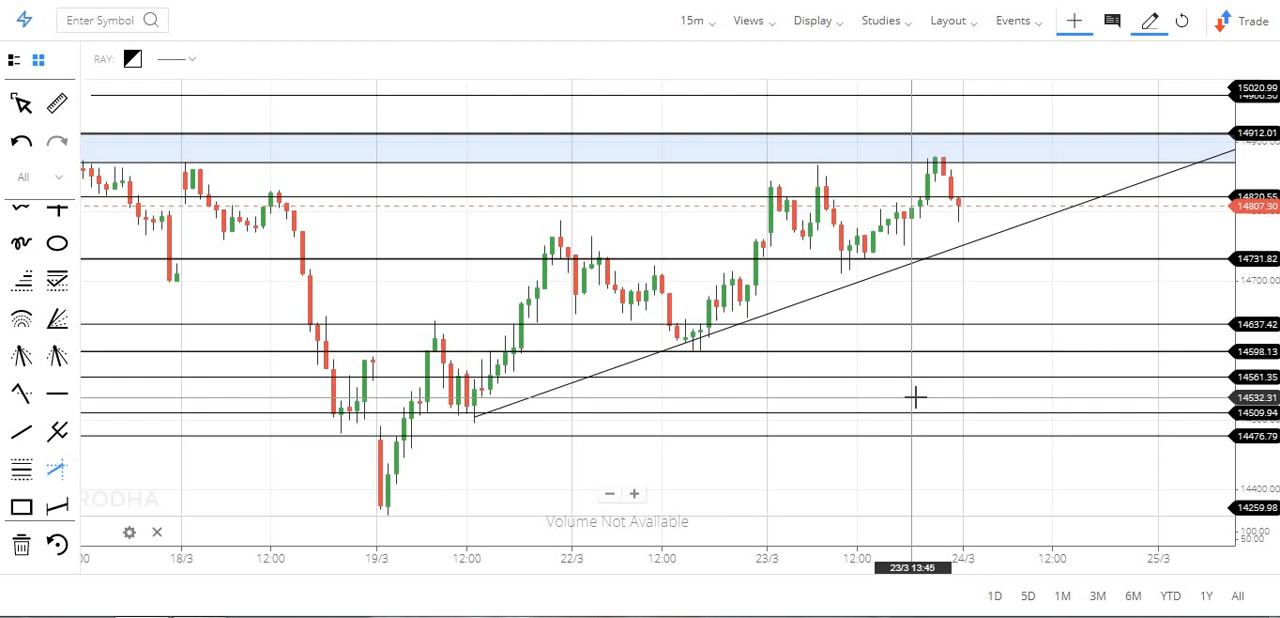 Enter Symbol
15m Views Display Studies Layout Events Trade
RAY:
All
15020.99
14912.01
14807.30
14731.82
14700.00
14637.42
14598.13
14561.35
14532.31
14509.94
14476.79
14400.00
14259.98
100.00
50.00
RODHA
Volume Not Available
18/3 12:00 19/3 12:00 22/3 12:00 23/3 12:00 24/3 12:00 25/3
23/3 13:45
1D 5D 1M 3M 6M YTD 1Y All